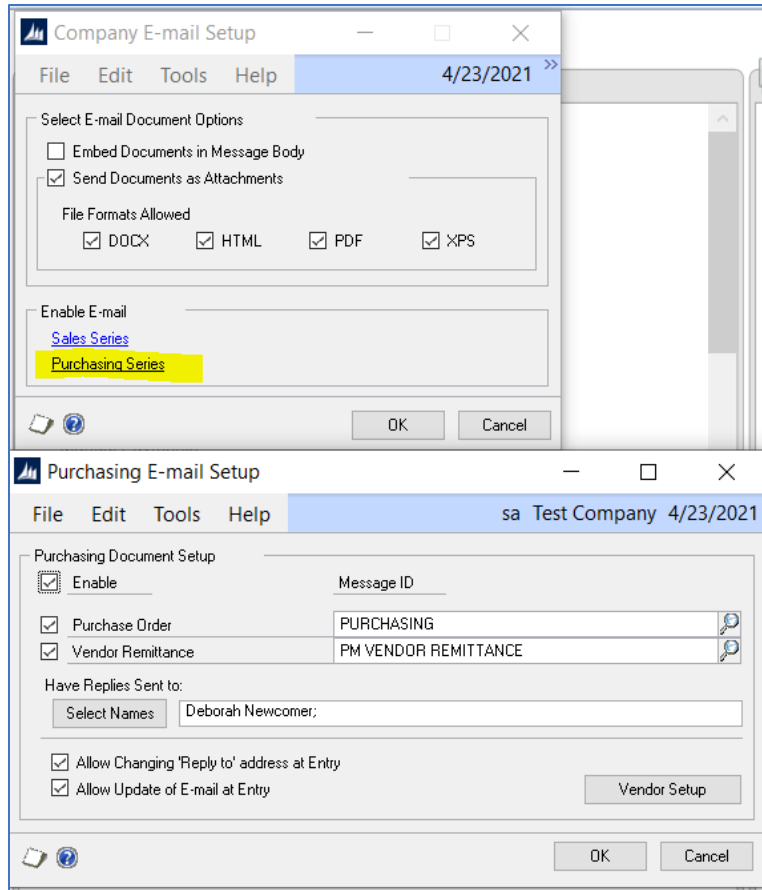 Company E-mail Setup
File Edit Tools Help 4/23/2021 »
Select E-mail Document Options
Embed Documents in Message Body
Send Documents as Attachments
File Formats Allowed
DOCX HTML PDF XPS
Enable E-mail
Sales Series
Purchasing Series
OK Cancel
Purchasing E-mail Setup
File Edit Tools Help sa Test Company 4/23/2021
Purchasing Document Setup
Enable Message ID
Purchase Order PURCHASING
Vendor Remittance PM VENDOR REMITTANCE
Have Replies Sent to:
Select Names Deborah Newcomer;
Allow Changing 'Reply to' address at Entry
Allow Update of E-mail at Entry Vendor Setup
OK Cancel